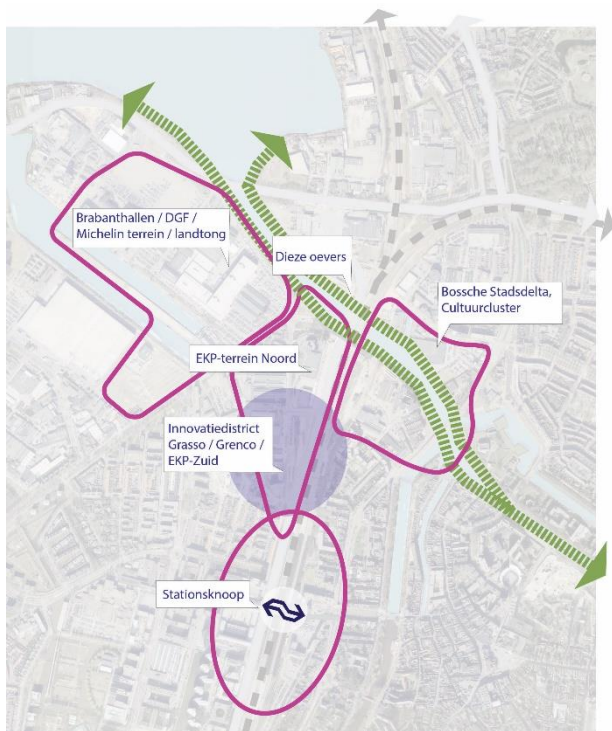 Brabanthallen / DGF /
Michelin terrein / landtong
Dieze oevers
Bossche Stadsdelta,
Cultuurcluster
EKP-terrein Noord
Innovatiedistrict
Grasso / Grenco /
EKP-Zuid
Stationsknoop